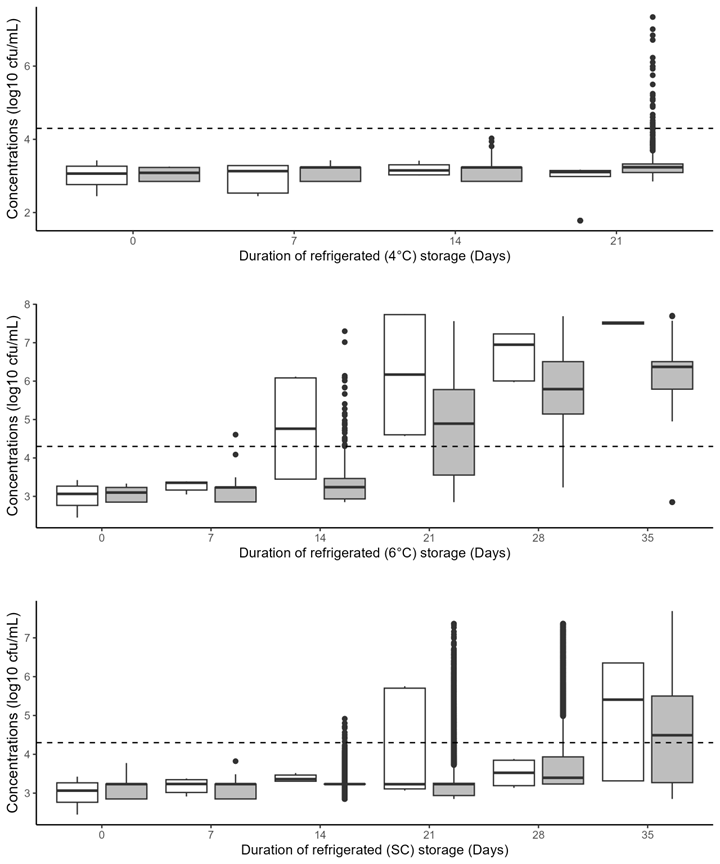 Concentrations (log10 cfu/mL)
6
4
2
0 7 14 21
Duration of refrigerated (4°C) storage (Days)
Concentrations (log10 cfu/mL)
8
7
6
5
4
3
0 7 14 21 28 35
Duration of refrigerated (6°C) storage (Days)
Concentrations (log10 cfu/mL)
7
6
5
4
3
0 7 14 21 28 35
Duration of refrigerated (SC) storage (Days)